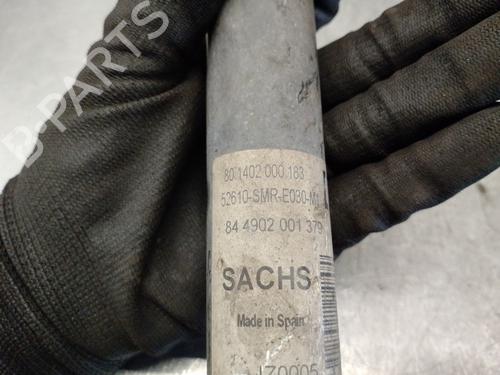 B-PARTS
80 1402 000 183
52610-SMR-E030-M1
84 4902 001 379
SACHS
Made in Spain